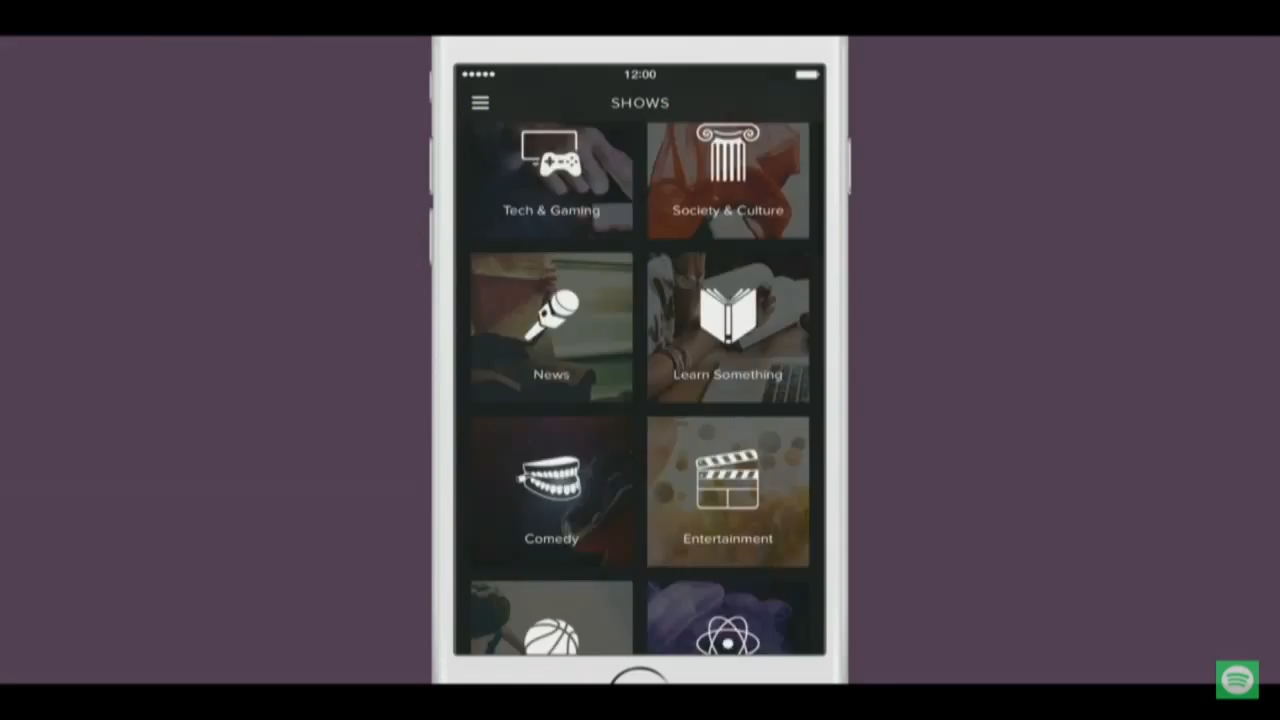 12:00
SHOWS
Tech & Gaming
Society & Culture
News
Learn Something
Comedy
Entertainment